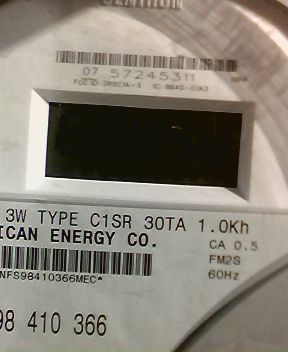 CENTRON
07 57245311
3W TYPE C1SR 30TA 1.0Kh
ICAN ENERGY CO.
CA 0.5
FM2S
NFS98410366MEC*
60Hz
98 410 366